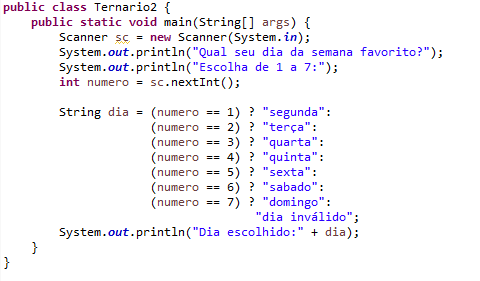 public class Ternario2 {
public static void main(String[] args) {
Scanner sc = new Scanner(System.in);
System.out.println("Qual seu dia da semana favorito?");
System.out.println("Escolha de 1 a 7:");
int numero = sc.nextInt();
String dia = (numero == 1) ? "segunda":
(numero == 2) ? "terça":
(numero == 3) ? "quarta":
(numero == 4) ? "quinta":
(numero == 5) ? "sexta":
(numero == 6) ? "sabado":
(numero == 7) ? "domingo":
"dia inválido";
System.out.println("Dia escolhido:" + dia);
}
}